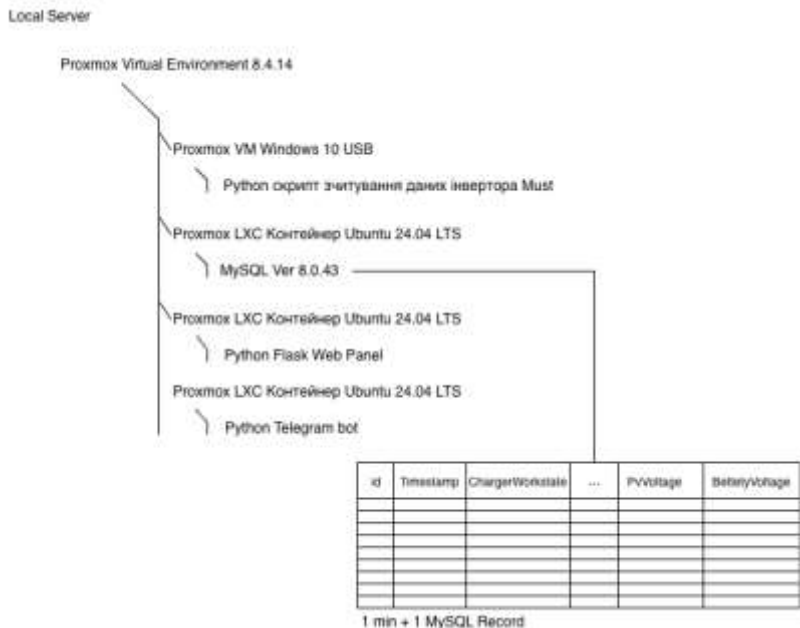 Local Server
Proxmox Virtual Environment 8.4.14
Proxmox VM Windows 10 USB
Python скрипт зчитування даних інвертора Must
Proxmox LXC Контейнер Ubuntu 24.04 LTS
MySQL Ver 8.0.43
Proxmox LXC Контейнер Ubuntu 24.04 LTS
Python Flask Web Panel
Proxmox LXC Контейнер Ubuntu 24.04 LTS
Python Telegram bot
id Timestamp ChargerWorkstate ... PvVoltage BetteryVoltage
1 min + 1 MySQL Record